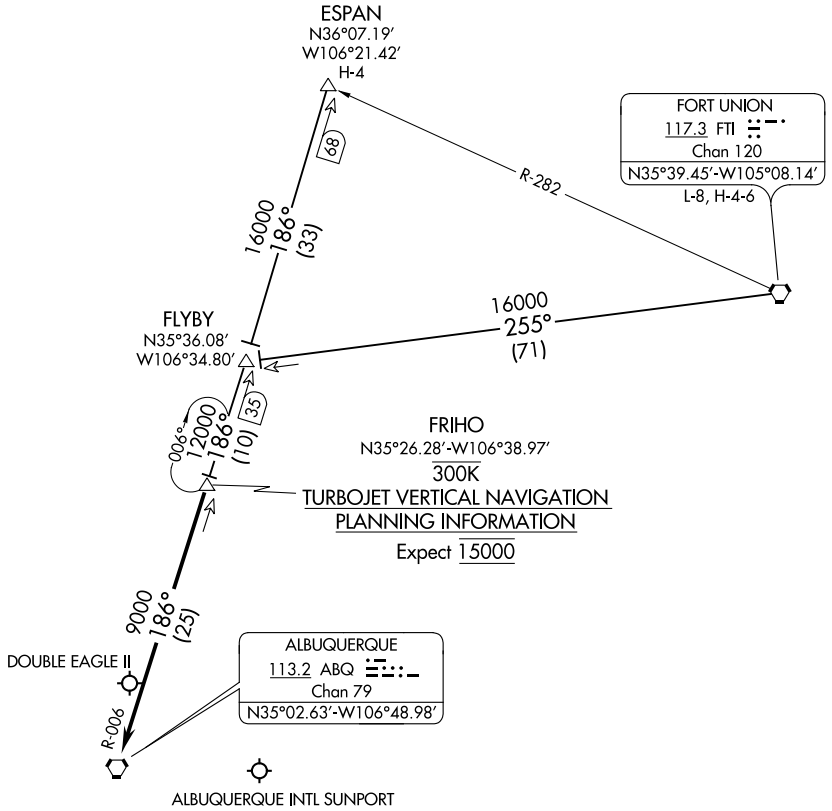 ESPAN
N36°07.19'
W106°21.42'
H-4
FORT UNION
117.3 FTI
Chan 120
N35°39.45'-W105°08.14'
L-8, H-4-6
68
R-282
16000
186°
(33)
16000
255°
(71)
FLYBY
N35°36.08'
W106°34.80'
35
006°
12000
186°
(10)
FRIHO
N35°26.28'-W106°38.97'
300K
TURBOJET VERTICAL NAVIGATION
PLANNING INFORMATION
Expect 15000
9000
186°
(25)
DOUBLE EAGLE II
ALBUQUERQUE
113.2 ABQ
Chan 79
N35°02.63'-W106°48.98'
R-006
ALBUQUERQUE INTL SUNPORT